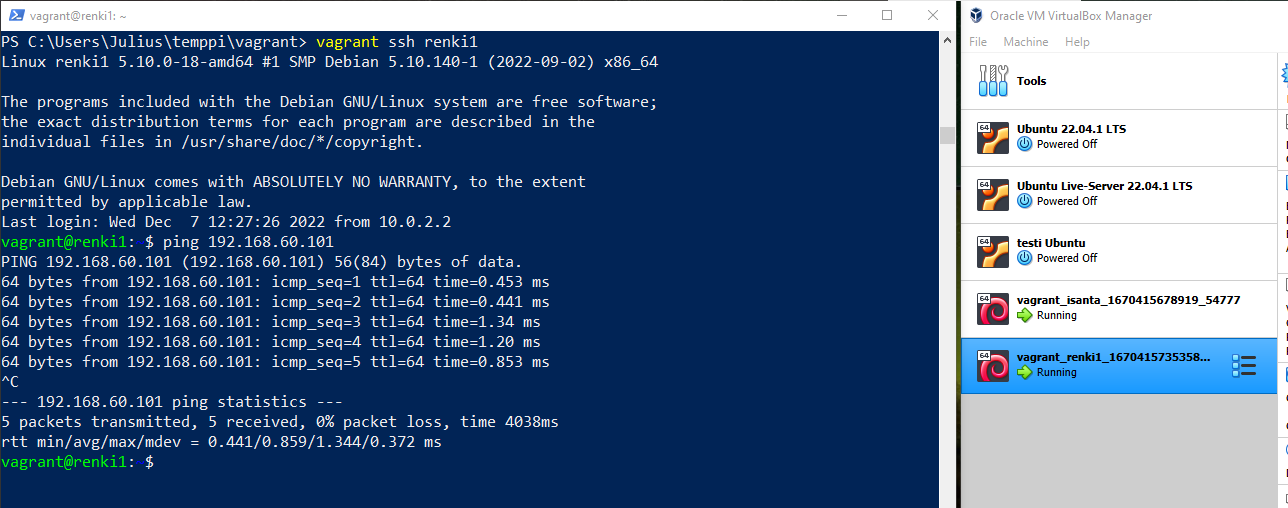 vagrant@renki1: ~
PS C:\Users\Julius\temppi\vagrant> vagrant ssh renki1
Linux renki1 5.10.0-18-amd64 #1 SMP Debian 5.10.140-1 (2022-09-02) x86_64
The programs included with the Debian GNU/Linux system are free software;
the exact distribution terms for each program are described in the
individual files in /usr/share/doc/*/copyright.
Debian GNU/Linux comes with ABSOLUTELY NO WARRANTY, to the extent
permitted by applicable law.
Last login: Wed Dec  7 12:27:26 2022 from 10.0.2.2
vagrant@renki1: $ ping 192.168.60.101
PING 192.168.60.101 (192.168.60.101) 56(84) bytes of data.
64 bytes from 192.168.60.101: icmp_seq=1 ttl=64 time=0.453 ms
64 bytes from 192.168.60.101: icmp_seq=2 ttl=64 time=0.441 ms
64 bytes from 192.168.60.101: icmp_seq=3 ttl=64 time=1.34 ms
64 bytes from 192.168.60.101: icmp_seq=4 ttl=64 time=1.20 ms
64 bytes from 192.168.60.101: icmp_seq=5 ttl=64 time=0.853 ms
^C
--- 192.168.60.101 ping statistics ---
5 packets transmitted, 5 received, 0% packet loss, time 4038ms
rtt min/avg/max/mdev = 0.441/0.859/1.344/0.372 ms
vagrant@renki1: $
Oracle VM VirtualBox Manager
File Machine Help
Tools
64 Ubuntu 22.04.1 LTS
Powered Off
64 Ubuntu Live-Server 22.04.1 LTS
Powered Off
64 testi Ubuntu
Powered Off
64 vagrant_isanta_1670415678919_54777
Running
64 vagrant_renki1_1670415735358...
Running